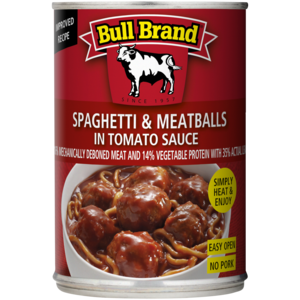 IMPROVED
RECIPE
Bull Brand
SINCE
SPAGHETTI & MEATBALLS
IN TOMATO SAUCE
MECHANICALLY DEBONED MEAT AND 14% VEGETABLE PROTEIN WITH 35% ACTUAL
SIMPLY
HEAT &
ENJOY
EASY OPEN
NO PORK